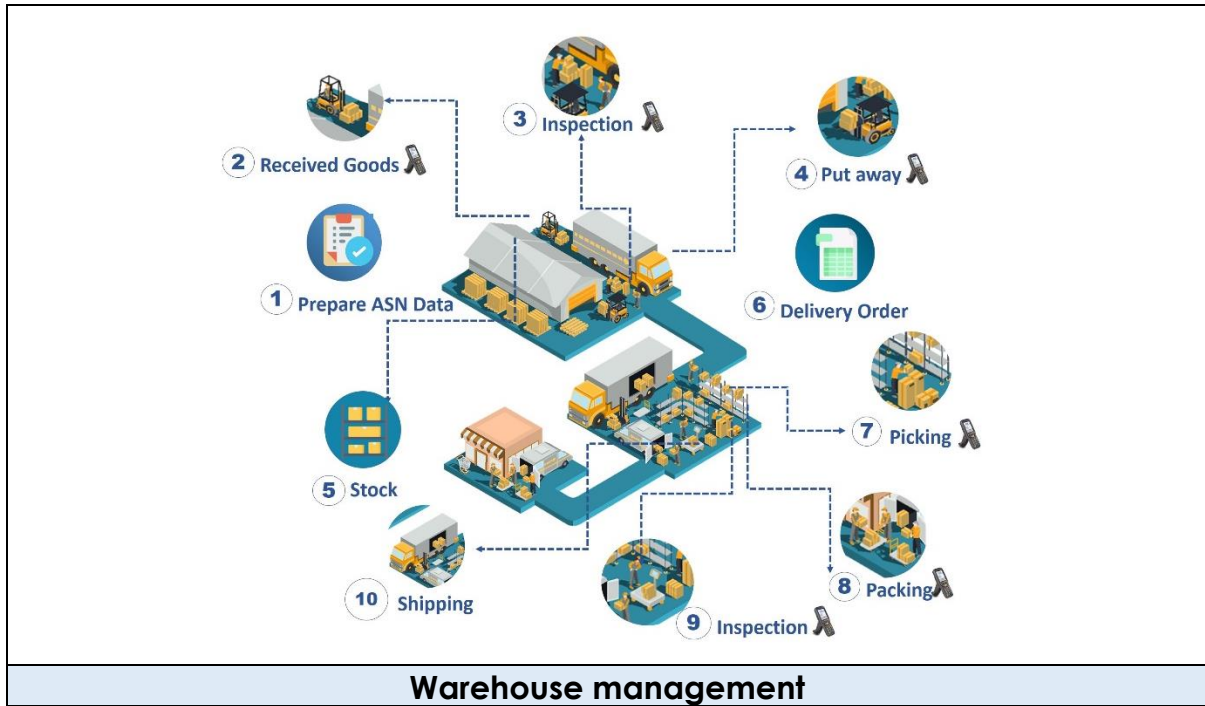 3 Inspection
2 Received Goods
4 Put away
1 Prepare ASN Data
6 Delivery Order
7 Picking
5 Stock
8 Packing
10 Shipping
9 Inspection
Warehouse management